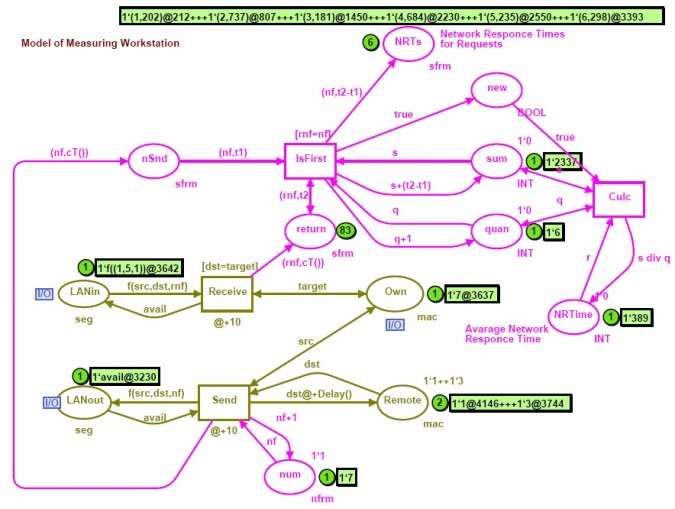 1`(1,202)@212+++1`(2,737)@807+++1`(3,181)@1450+++1`(4,684)@2230+++1`(5,235)@2550+++1`(6,298)@3393
Model of Measuring Workstation
6
NRTs
Network Responce Times
for Requests
sfrm
(nf,t2-t1)
new
true
BOOL
[rnf=nf]
true
(nf,cT())
nSnd
(nf,t1)
IsFirst
s
sum
1`0
1
1`2337
sfrm
INT
s+(t2-t1)
Culc
(rnf,t2)
q
1`0
q
return
83
quan
1
1`6
q+1
sfrm
INT
[dst=target]
(rnf,cT())
r
s div q
1
1`f((1,5,1))@3642
LANin
f(src,dst,rnf)
Receive
target
Own
1
1`7@3637
I/O
avail
1`0
seg
@+10
I/O
mac
NRTime
1
1`389
Avarage Network
Responce Time
INT
src
dst
1
1`avail@3230
1`1++1`3
I/O
LANout
f(src,dst,nf)
Send
dst@+Delay()
Remote
2
1`1@4146+++1`3@3744
avail
seg
@+10
mac
nf+1
nf
1`1
num
1
1`7
nfrm